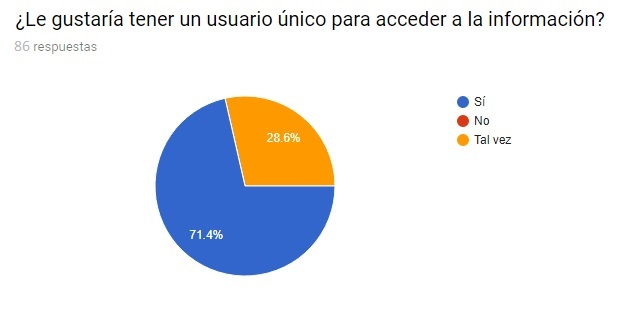 ¿Le gustaría tener un usuario único para acceder a la información?
86 respuestas
28.6%
71.4%
Sí
No
Tal vez